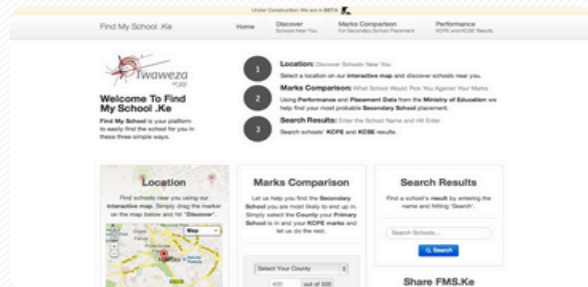 Under Construction: We are in BETA
Find My School .Ke
Home
Discover
Schools Near You
Marks Comparison
For Secondary School Placement
Performance
KCPE and KCSE Results
Twaweza
Welcome To Find
My School .Ke
Find My School is your platform
to easily find the school for you in
these three simple ways.
1
Location: Discover Schools Near You
Select a location on our interactive map and discover schools near you.
2
Marks Comparison: What School Would Pick You Against Your Marks
Using Performance and Placement Data from the Ministry of Education we
help find your most probable Secondary School placement.
3
Search Results: Enter the School Name and Hit Enter
Search schools' KCPE and KCSE results.
Location
Find schools near you using our
interactive map. Simply drag the marker
on the map below and hit "Discover".
Map
Marks Comparison
Let us help you find the Secondary
School you are most likely to end up in.
Simply select the County your Primary
School is in and your KCPE marks and
let us do the rest.
Select Your County
400 out of 500
Search Results
Find a school's result by entering the
name and hitting 'Search'.
Search Schools...
Search
Share FMS.Ke